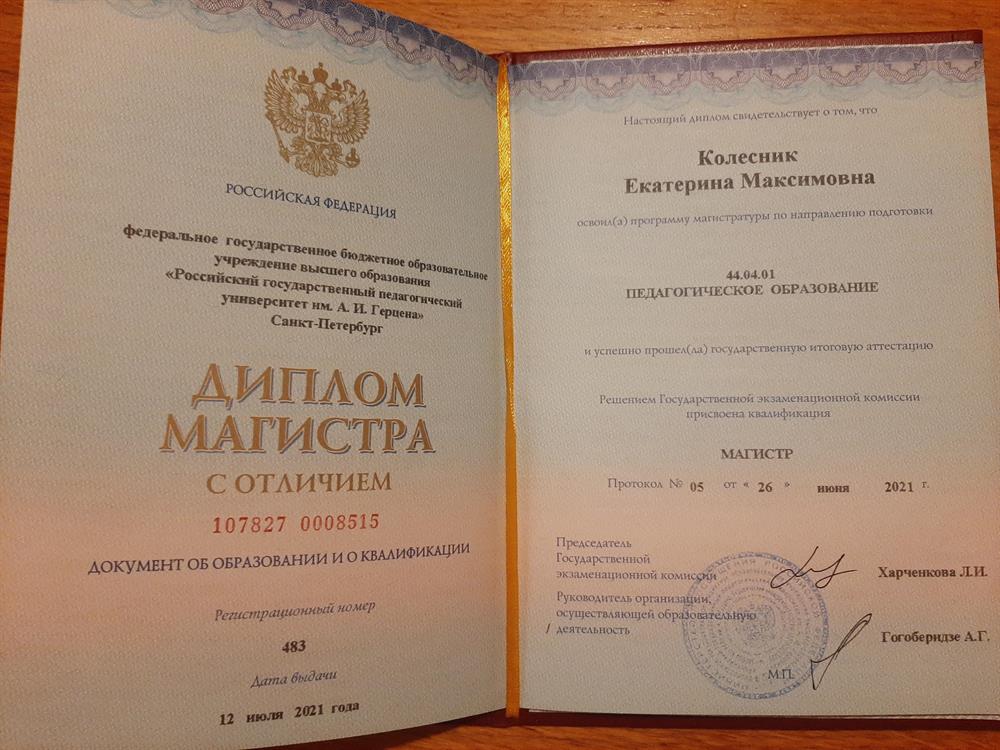 РОССИЙСКАЯ ФЕДЕРАЦИЯ
федеральное государственное бюджетное образовательное
учреждение высшего образования
«Российский государственный педагогический
университет им. А. И. Герцена»
Санкт-Петербург
ДИПЛОМ
МАГИСТРА
С ОТЛИЧИЕМ
107827 0008515
ДОКУМЕНТ ОБ ОБРАЗОВАНИИ И О КВАЛИФИКАЦИИ
Регистрационный номер
483
Дата выдачи
12 июля 2021 года
Настоящий диплом свидетельствует о том, что
Колесник
Екатерина Максимовна
освоил(а) программу магистратуры по направлению подготовки
44.04.01
ПЕДАГОГИЧЕСКОЕ ОБРАЗОВАНИЕ
и успешно прошел(ла) государственную итоговую аттестацию
Решением Государственной экзаменационной комиссии
присвоена квалификация
МАГИСТР
Протокол № 05 от « 26 » июня 2021 г.
Председатель
Государственной
экзаменационной комиссии
Харченкова Л.И.
Руководитель организации,
осуществляющей образовательную
/ деятельность
Гогоберидзе А.Г.
М.П.